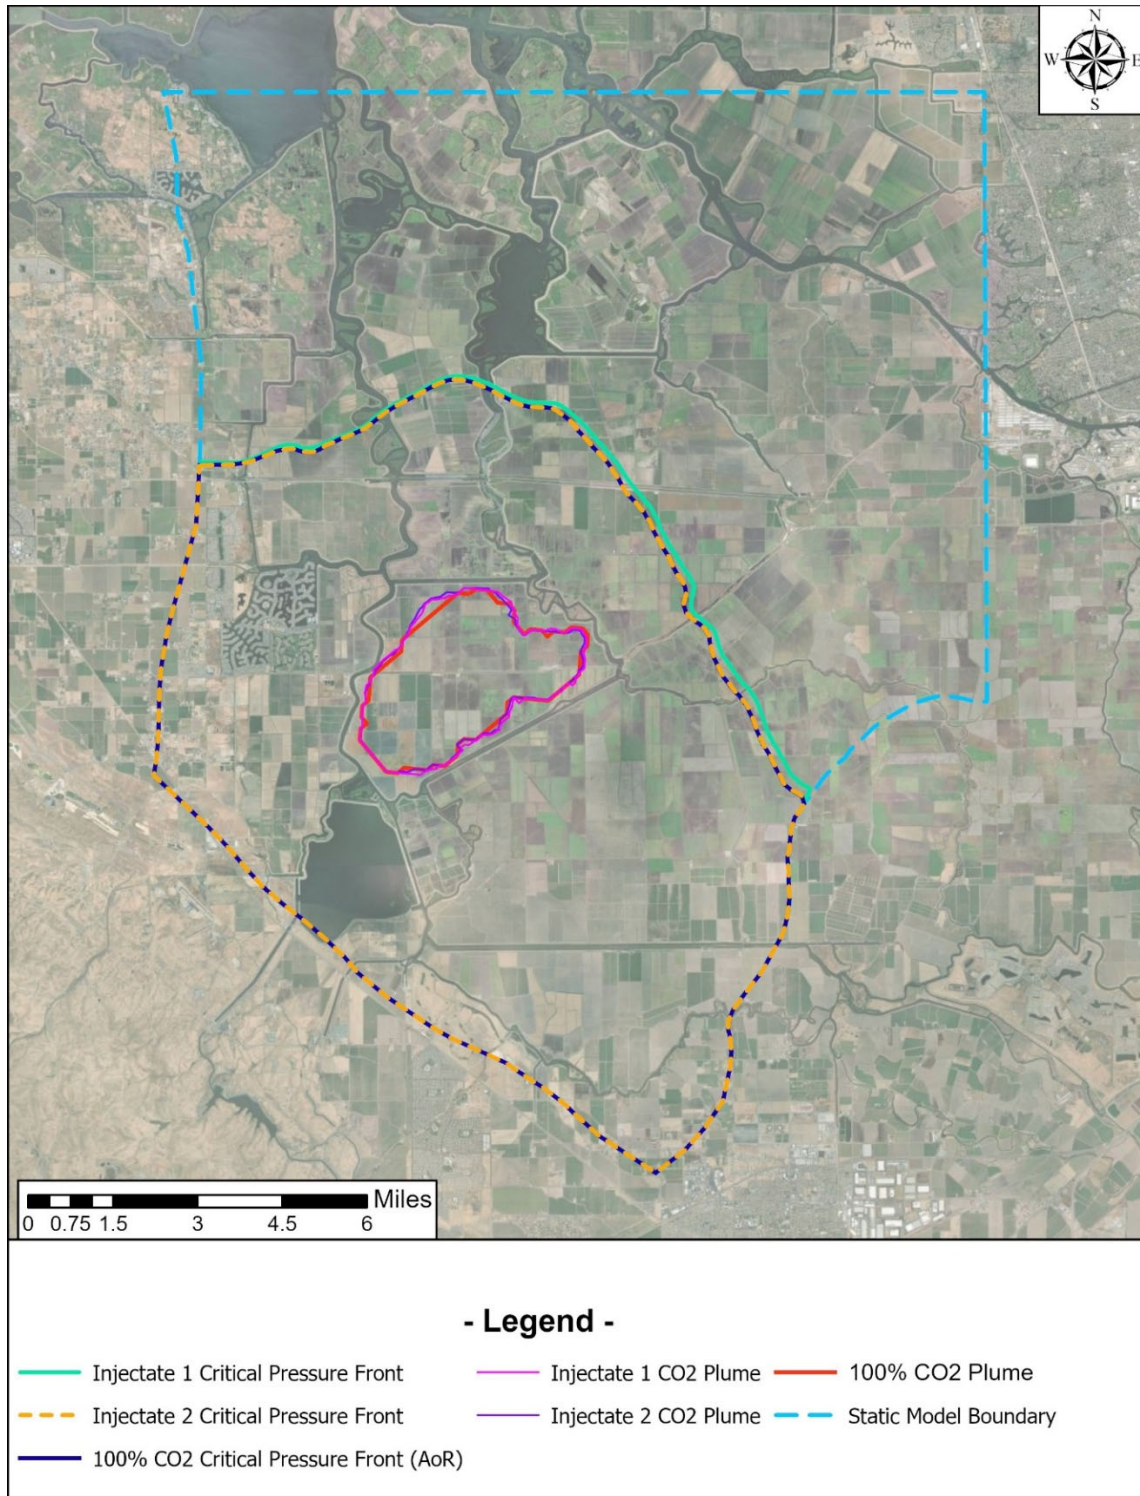 N
W E
S
Miles
0 0.75 1.5 3 4.5 6
- Legend -
Injectate 1 Critical Pressure Front
Injectate 1 CO2 Plume
100% CO2 Plume
Injectate 2 Critical Pressure Front
Injectate 2 CO2 Plume
Static Model Boundary
100% CO2 Critical Pressure Front (AoR)